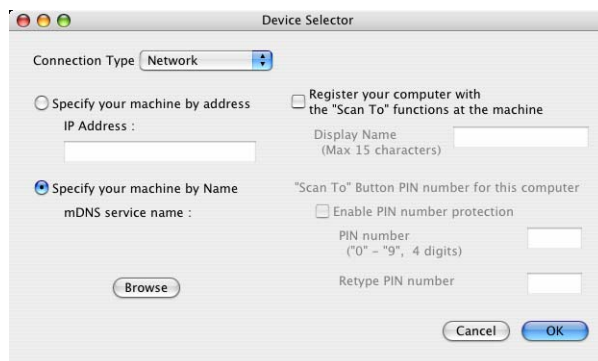 Device Selector
Connection Type Network
Specify your machine by address
IP Address :
Specify your machine by Name
mDNS service name :
Browse
Register your computer with
the "Scan To" functions at the machine
Display Name
(Max 15 characters)
"Scan To" Button PIN number for this computer
Enable PIN number protection
PIN number
("0" – "9", 4 digits)
Retype PIN number
Cancel OK